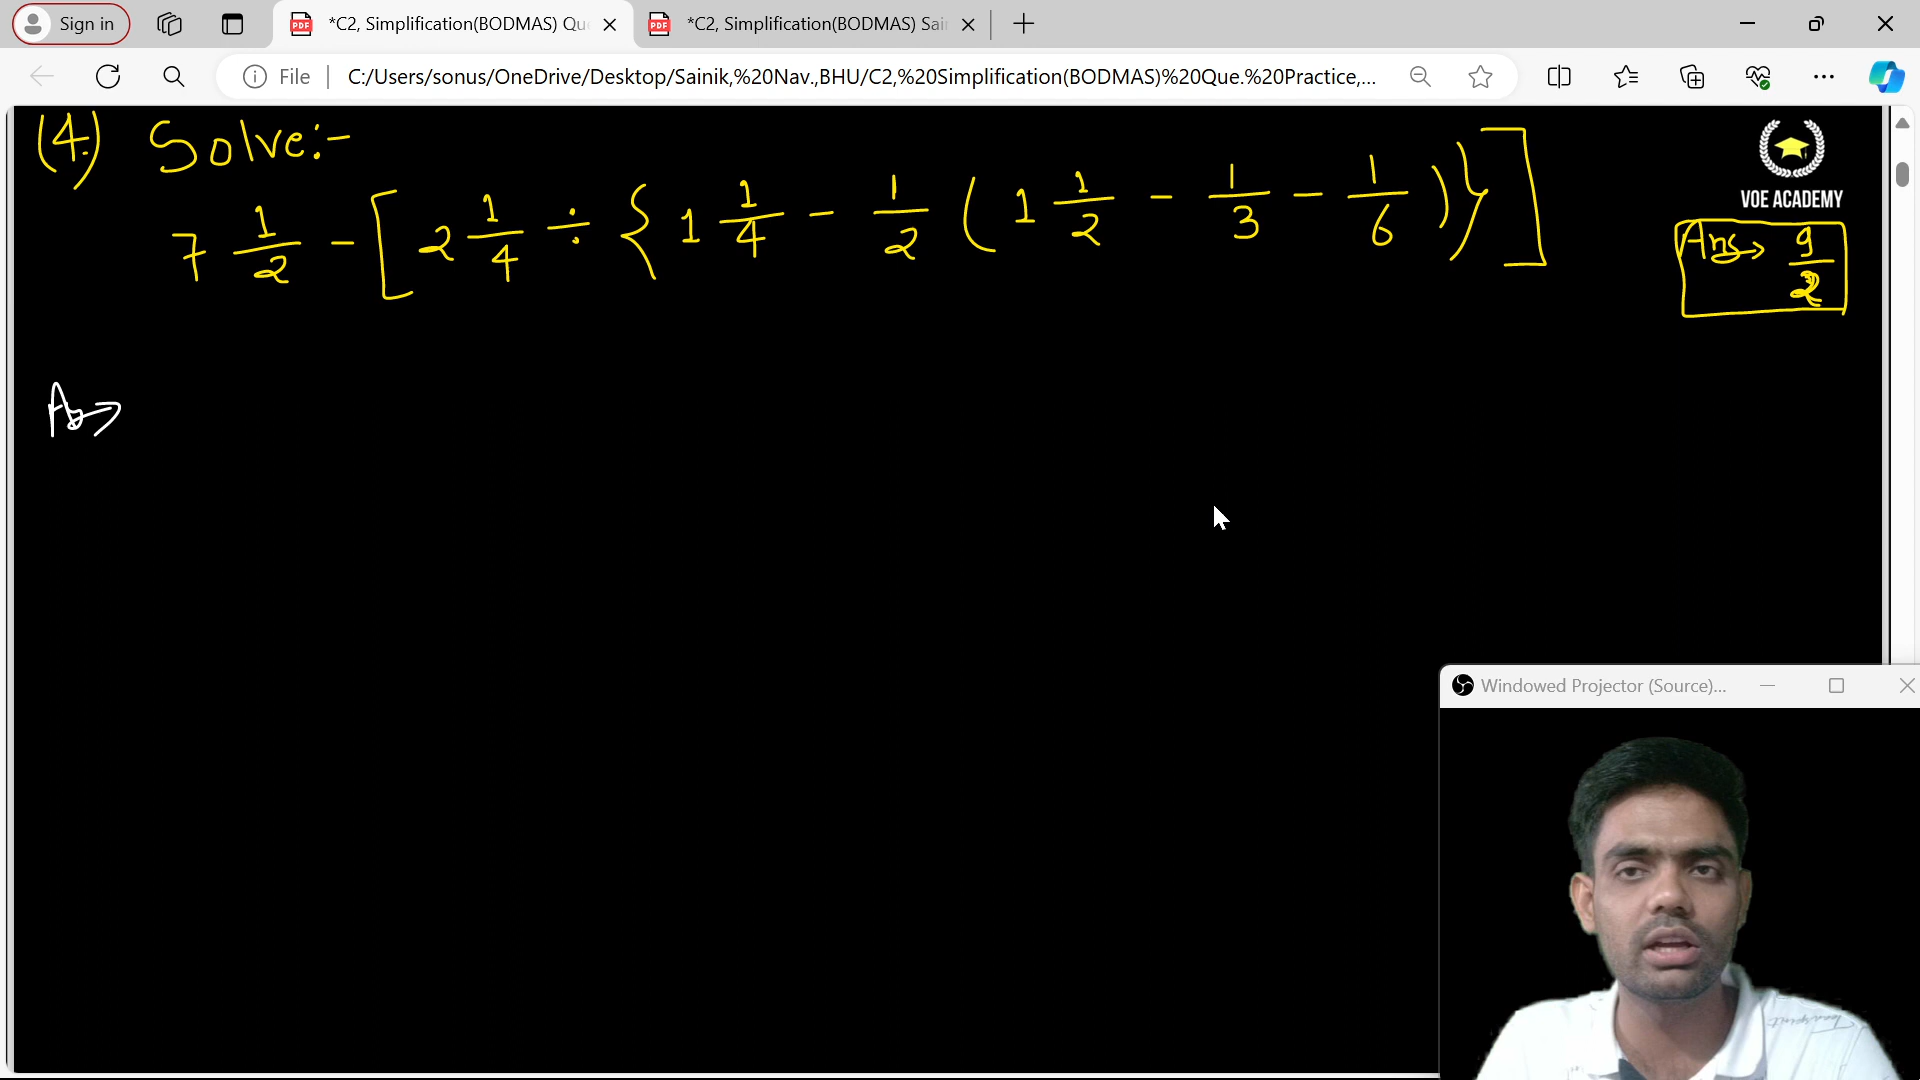 Sign in
*C2, Simplification(BODMAS) Qu
*C2, Simplification(BODMAS) Sai
File
C:/Users/sonus/OneDrive/Desktop/Sainik,%20Nav.,BHU/C2,%20Simplification(BODMAS)%20Que.%20Practice,...
(4.) Solve:-
7 1/2 - [ 2 1/4 ÷ { 1 1/4 - 1/2 ( 1 1/2 - 1/3 - 1/6 ) } ]
VOE ACADEMY
Ans → 9/2
Windowed Projector (Source)...